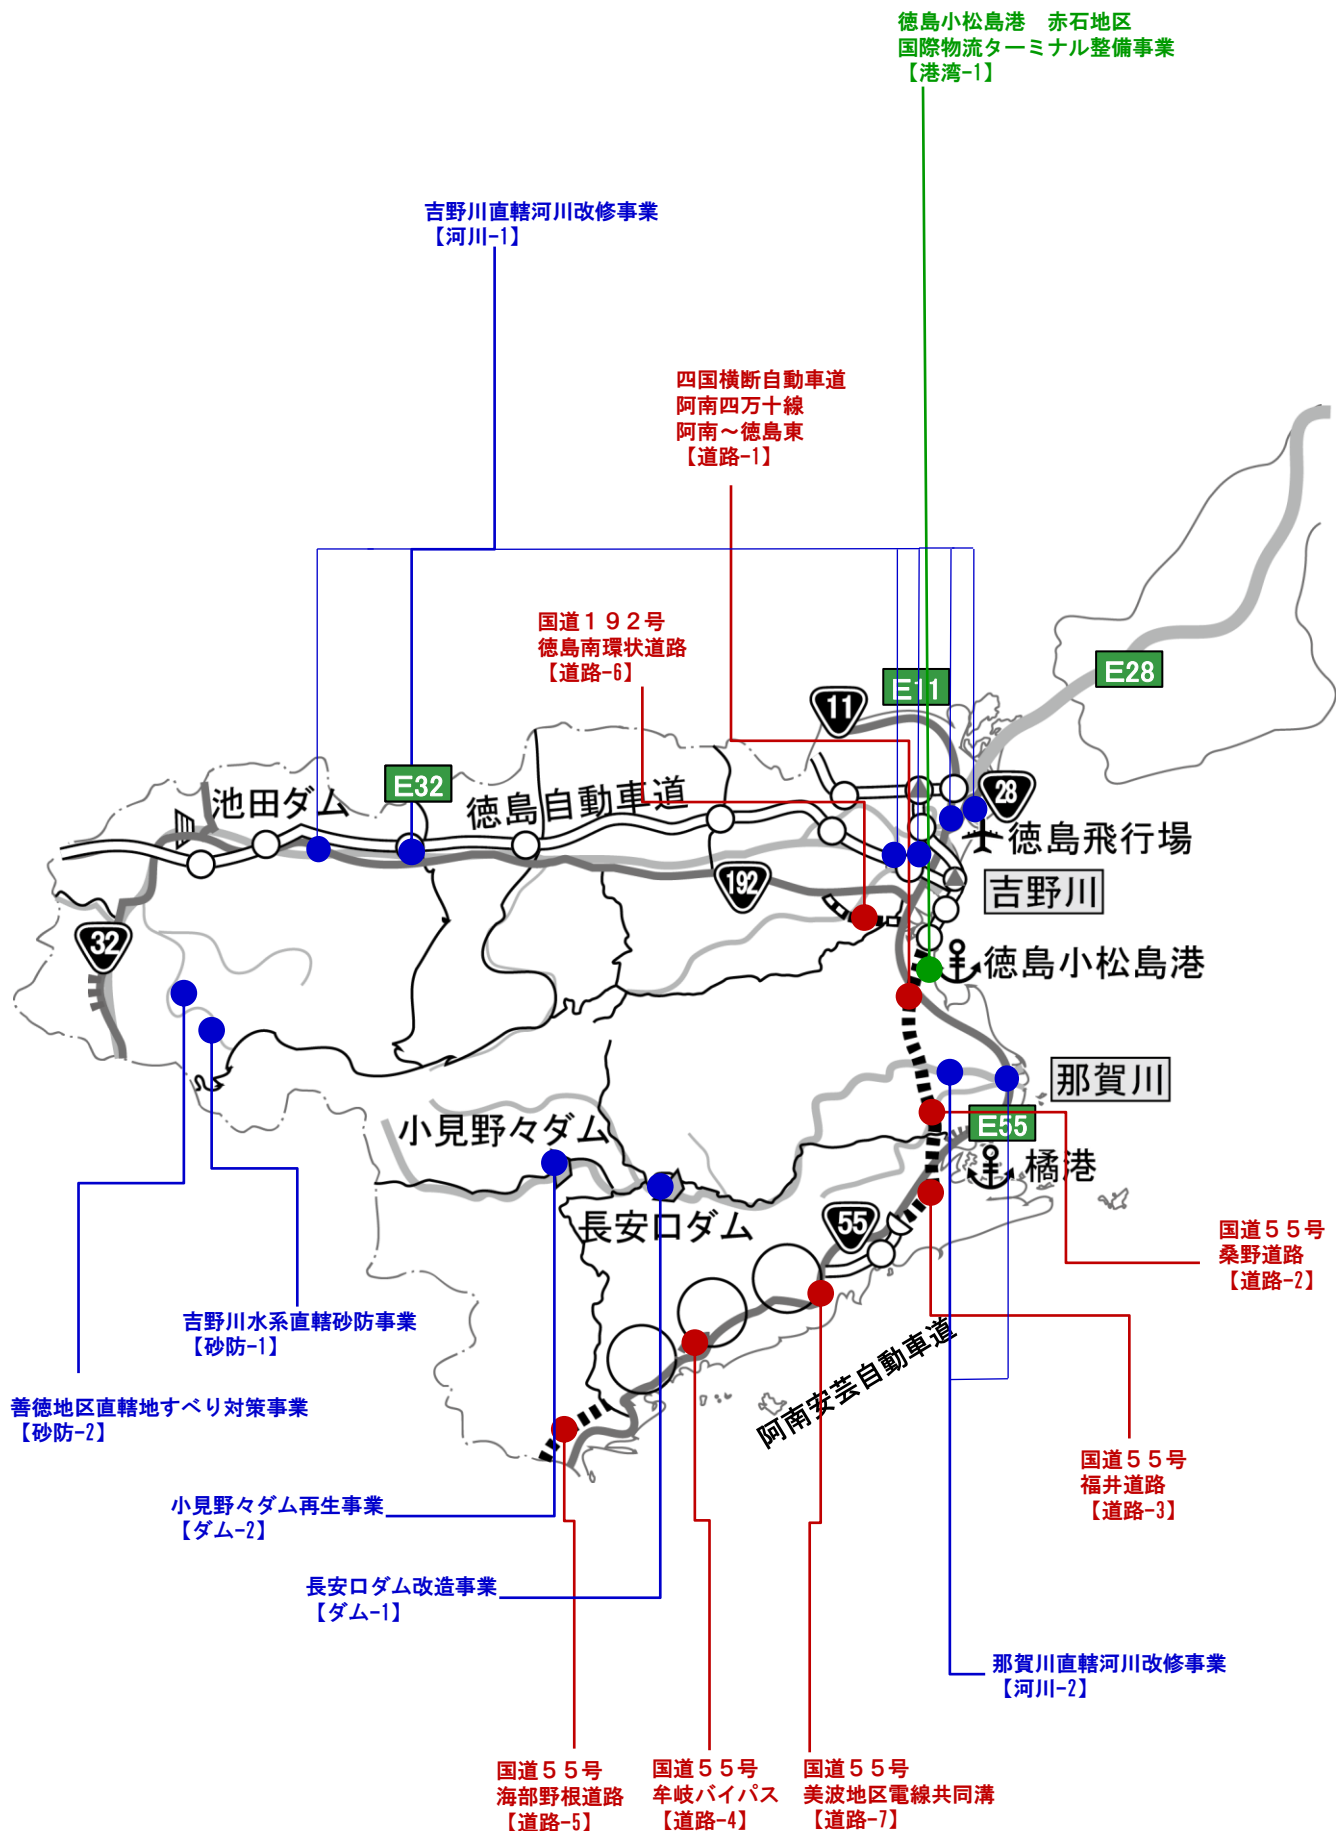 徳島小松島港　赤石地区
国際物流ターミナル整備事業
【港湾-1】
吉野川直轄河川改修事業
【河川-1】
四国横断自動車道
阿南四万十線
阿南～徳島東
【道路-1】
国道１９２号
徳島南環状道路
【道路-6】
E28
E11
11
E32
徳島自動車道
池田ダム
28
徳島飛行場
192
吉野川
32
徳島小松島港
那賀川
E55
小見野々ダム
橘港
長安口ダム
55
国道５５号
桑野道路
【道路-2】
吉野川水系直轄砂防事業
【砂防-1】
阿南安芸自動車道
善徳地区直轄地すべり対策事業
【砂防-2】
国道５５号
福井道路
【道路-3】
小見野々ダム再生事業
【ダム-2】
長安口ダム改造事業
【ダム-1】
那賀川直轄河川改修事業
【河川-2】
国道５５号
海部野根道路
【道路-5】
国道５５号
牟岐バイパス
【道路-4】
国道５５号
美波地区電線共同溝
【道路-7】